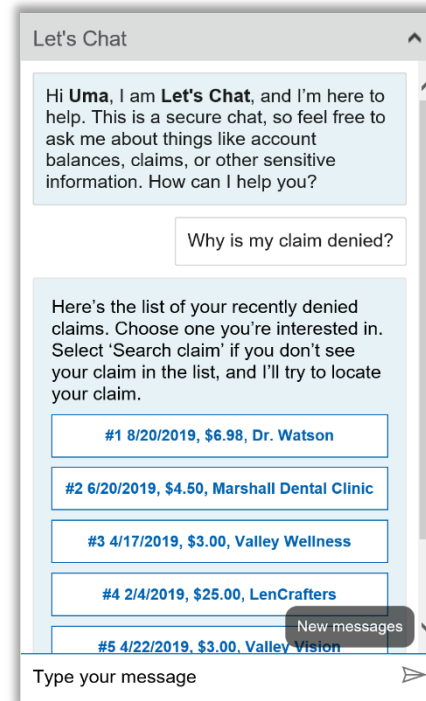 Let's Chat
Hi Uma, I am Let's Chat, and I'm here to
help. This is a secure chat, so feel free to
ask me about things like account
balances, claims, or other sensitive
information. How can I help you?
Why is my claim denied?
Here's the list of your recently denied
claims. Choose one you're interested in.
Select ‘Search claim’ if you don't see
your claim in the list, and I'll try to locate
your claim.
#1 8/20/2019, $6.98, Dr. Watson
#2 6/20/2019, $4.50, Marshall Dental Clinic
#3 4/17/2019, $3.00, Valley Wellness
#4 2/4/2019, $25.00, LenCrafters
New messages
#5 4/22/2019, $3.00, Valley Vision
Type your message